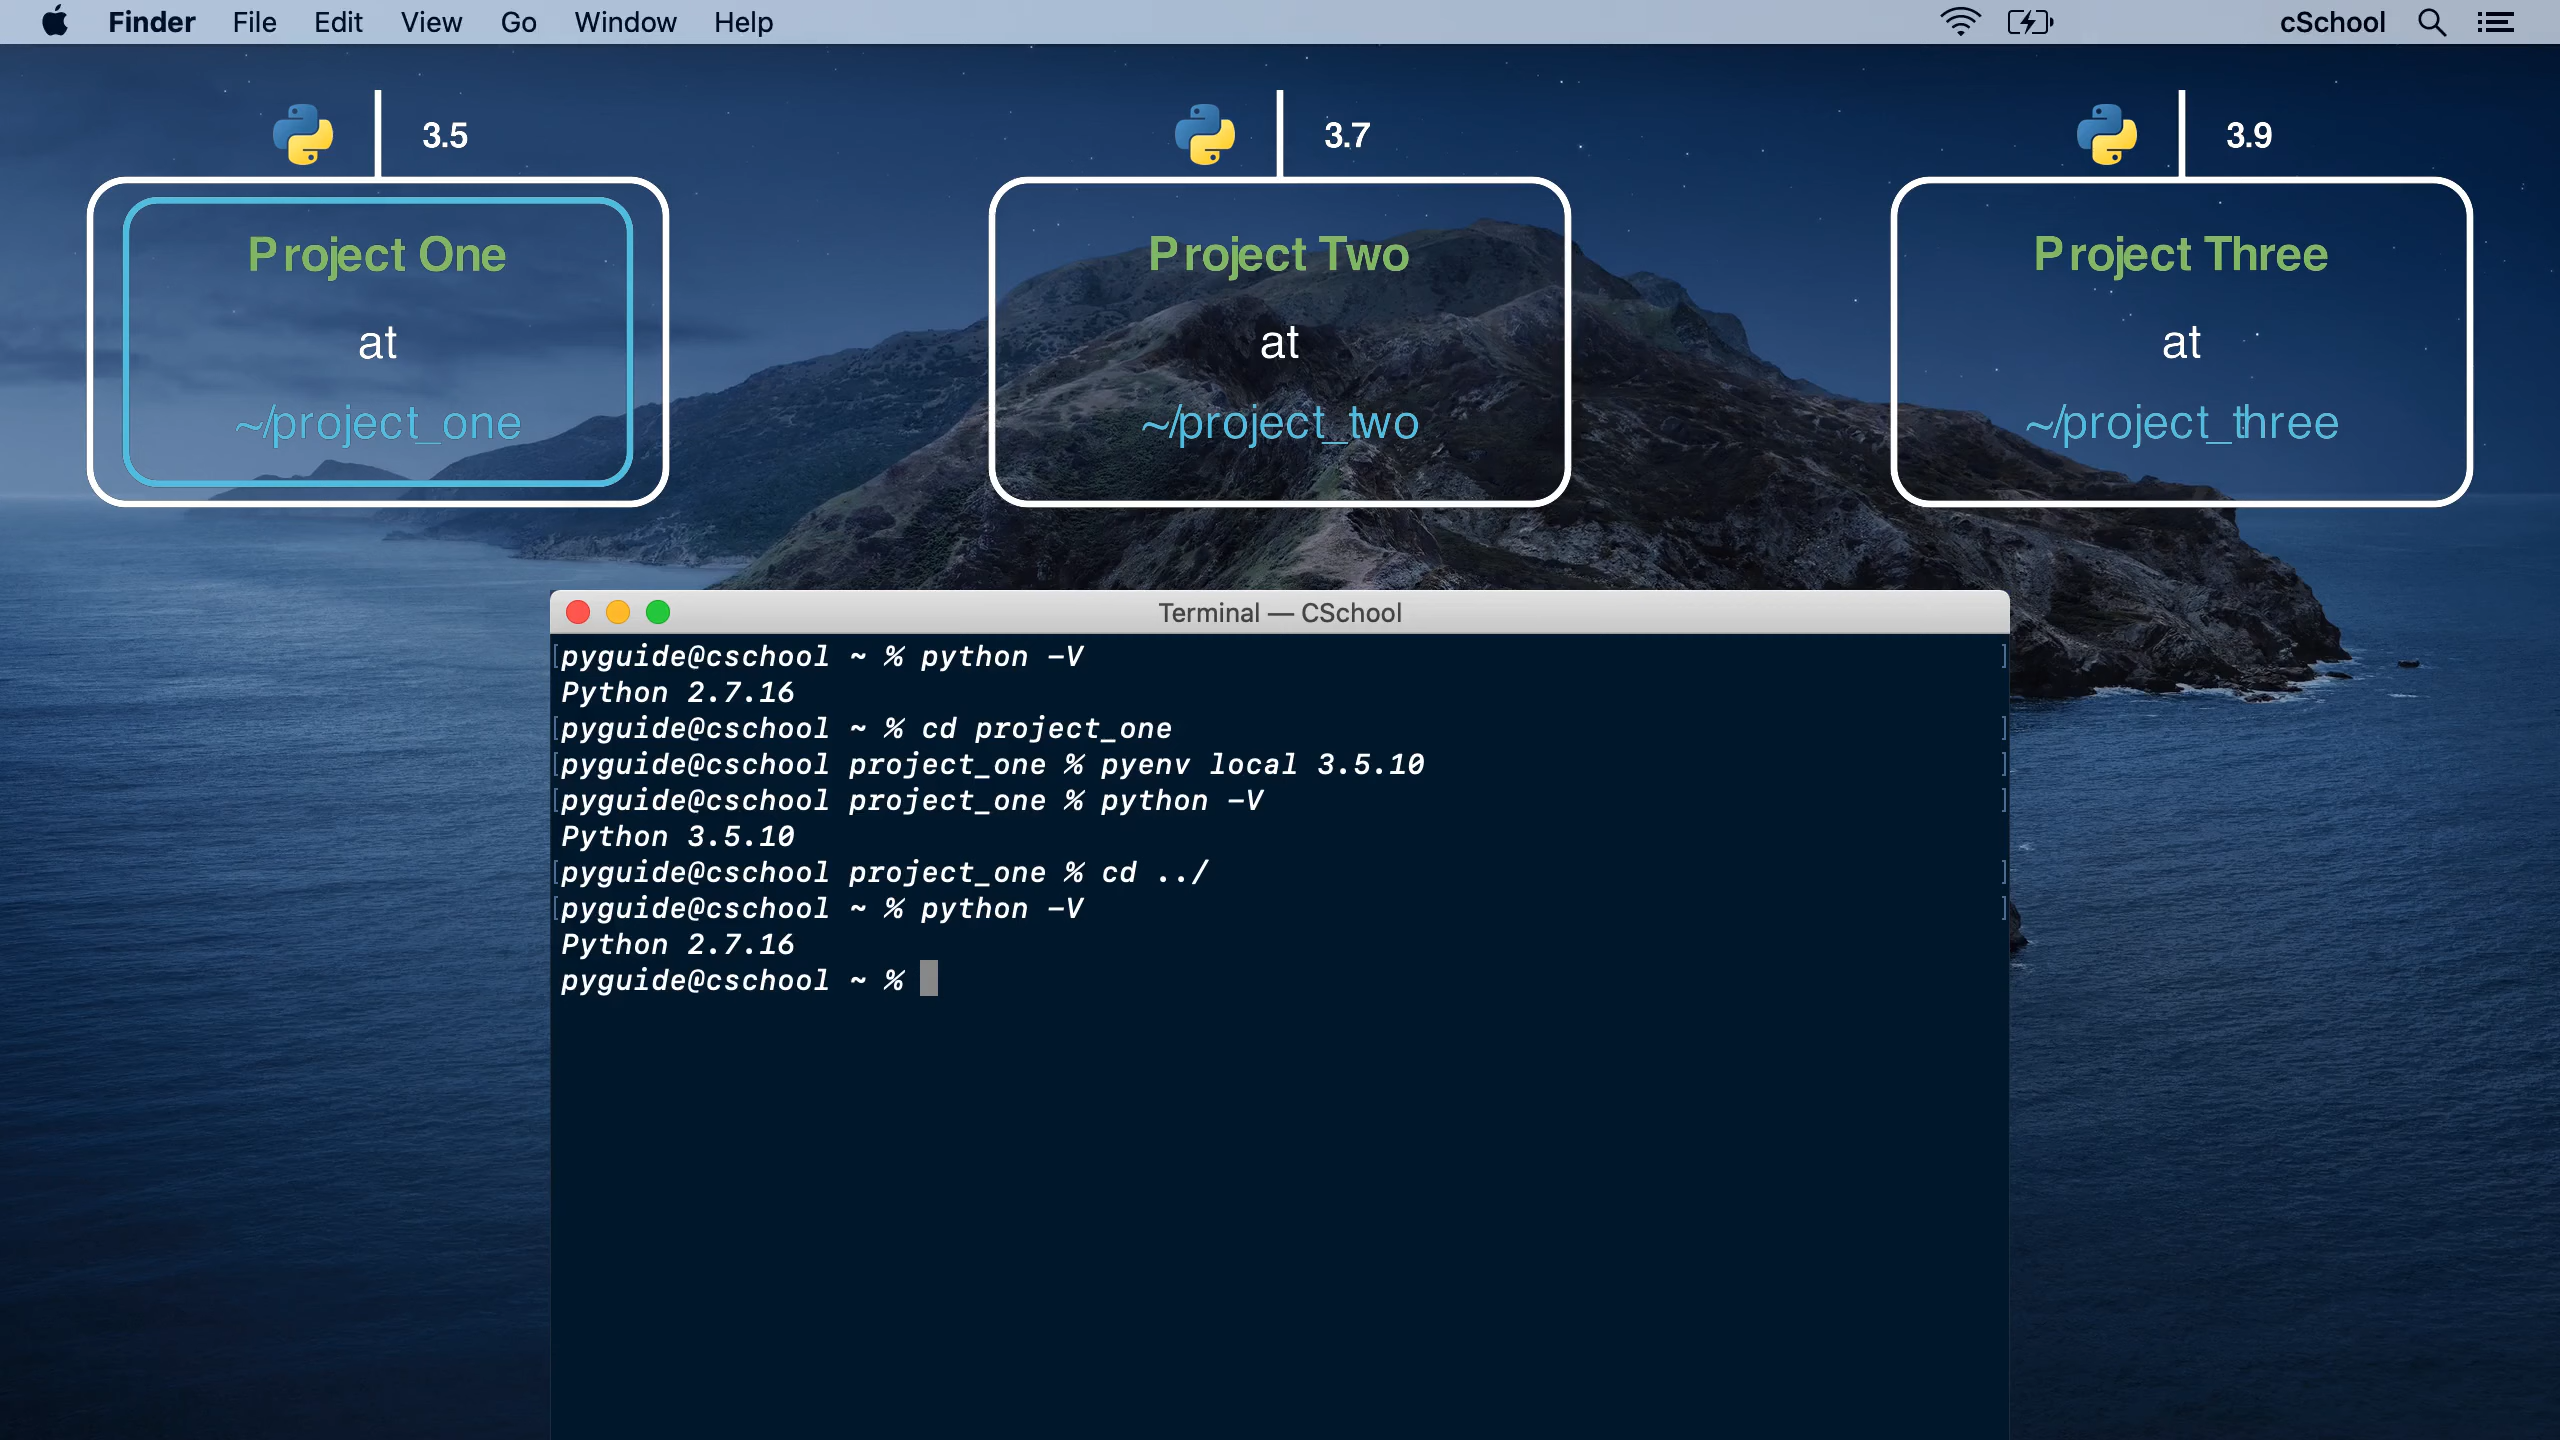 Finder File Edit View Go Window Help cSchool
3.5
Project One
at
~/project_one
3.7
Project Two
at
~/project_two
3.9
Project Three
at
~/project_three
Terminal — CSchool
[pyguide@cschool ~ % python -V ]
Python 2.7.16
[pyguide@cschool ~ % cd project_one ]
[pyguide@cschool project_one % pyenv local 3.5.10 ]
[pyguide@cschool project_one % python -V ]
Python 3.5.10
[pyguide@cschool project_one % cd ../ ]
[pyguide@cschool ~ % python -V ]
Python 2.7.16
pyguide@cschool ~ %